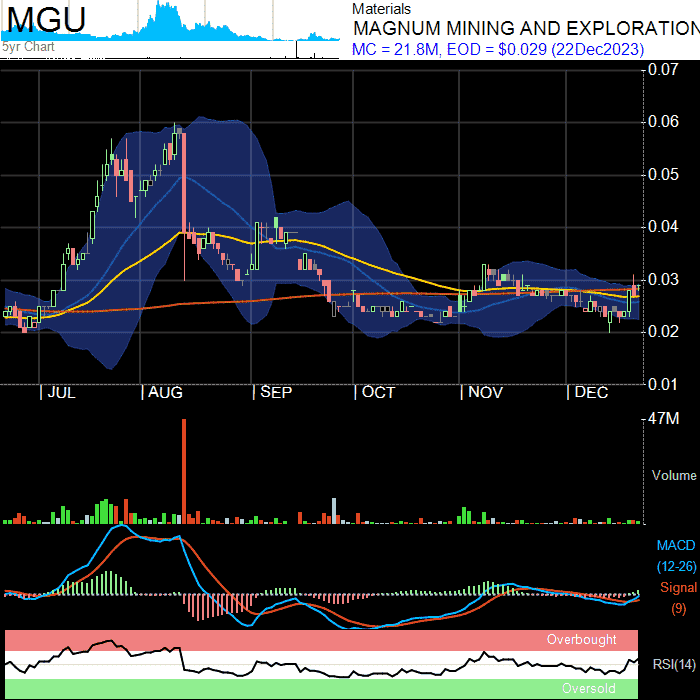 MGU
5yr Chart
Materials
MAGNUM MINING AND EXPLORATION
MC = 21.8M, EOD = $0.029 (22Dec2023)
0.07
0.06
0.05
0.04
0.03
0.02
0.01
JUL AUG SEP OCT NOV DEC
47M
Volume
MACD
(12-26)
Signal
(9)
Overbought
RSI(14)
Oversold